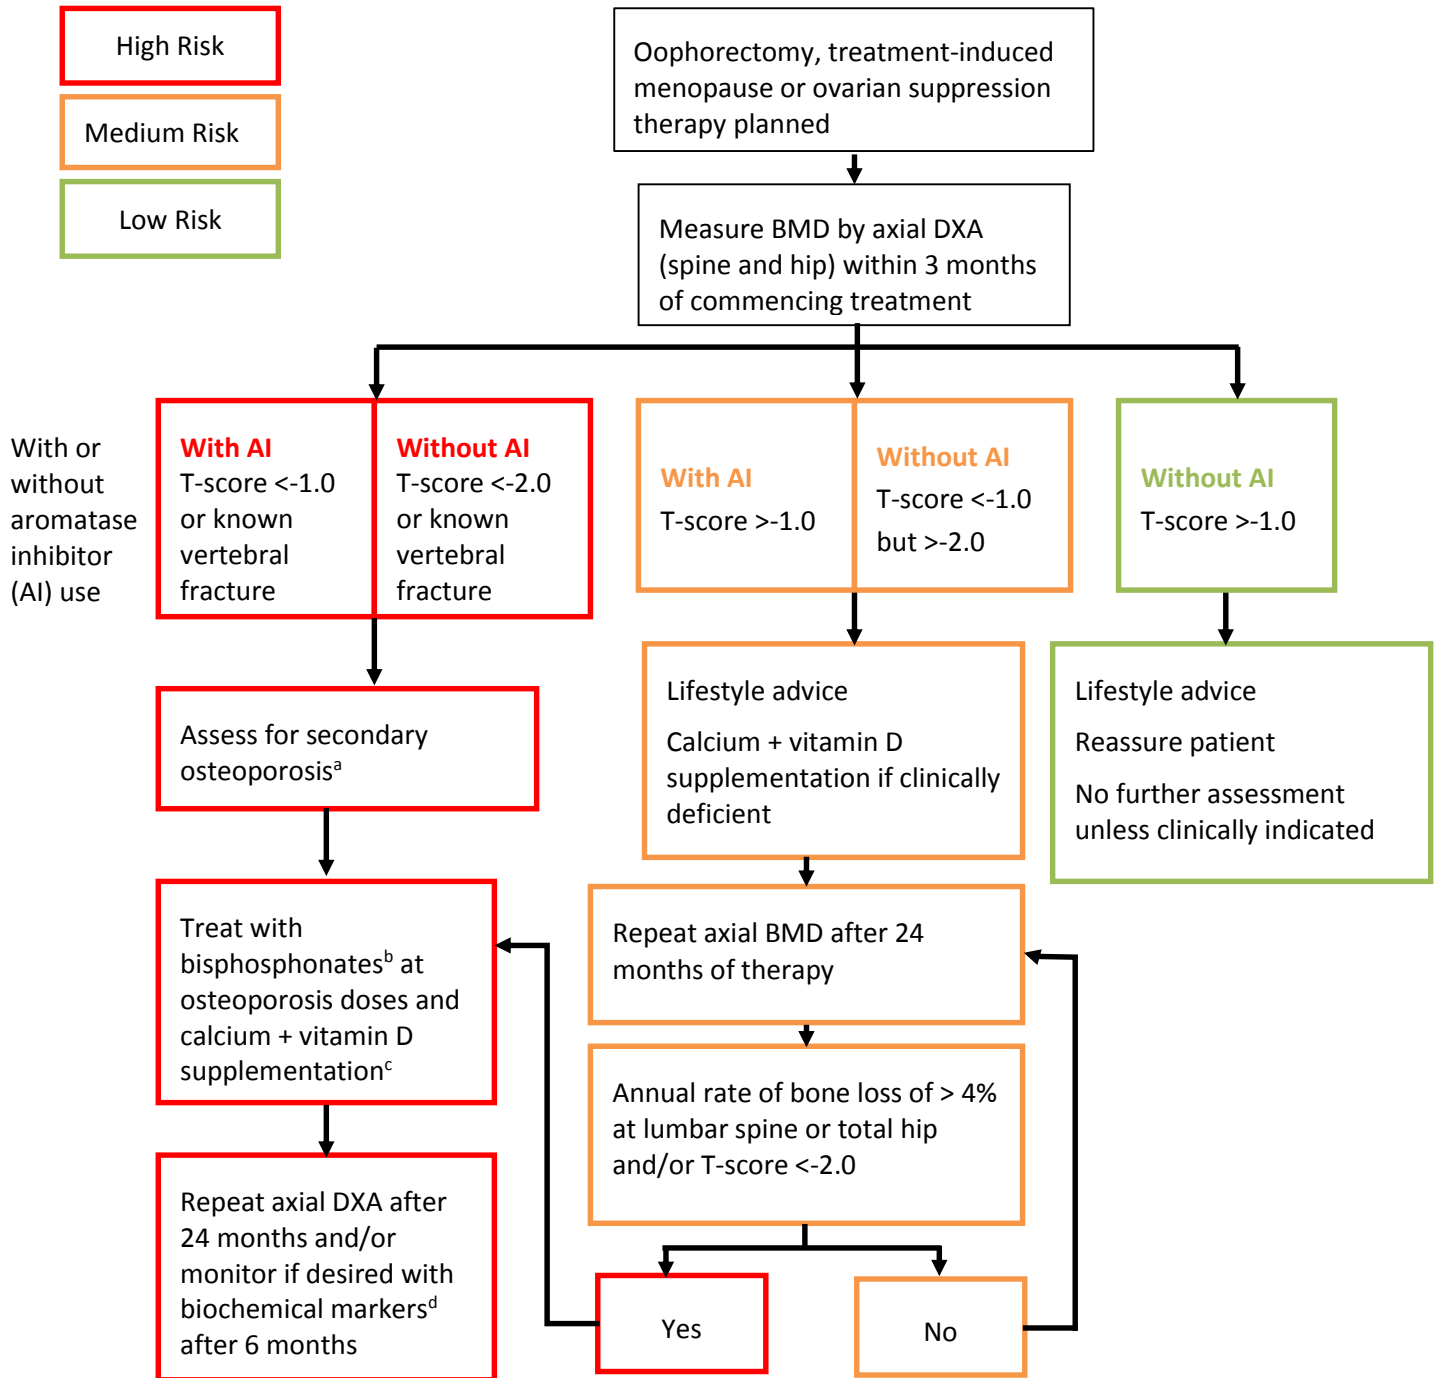 High Risk
Medium Risk
Low Risk
Oophorectomy, treatment-induced
menopause or ovarian suppression
therapy planned
Measure BMD by axial DXA
(spine and hip) within 3 months
of commencing treatment
With or
without
aromatase
inhibitor
(AI) use
With AI
T-score <-1.0
or known
vertebral
fracture
Without AI
T-score <-2.0
or known
vertebral
fracture
With AI
T-score >-1.0
Without AI
T-score <-1.0
but >-2.0
Without AI
T-score >-1.0
Assess for secondary
osteoporosisᵃ
Lifestyle advice
Calcium + vitamin D
supplementation if clinically
deficient
Lifestyle advice
Reassure patient
No further assessment
unless clinically indicated
Treat with
bisphosphonatesᵇ at
osteoporosis doses and
calcium + vitamin D
supplementationᶜ
Repeat axial BMD after 24
months of therapy
Annual rate of bone loss of > 4%
at lumbar spine or total hip
and/or T-score <-2.0
Repeat axial DXA after
24 months and/or
monitor if desired with
biochemical markersᵈ
after 6 months
Yes
No